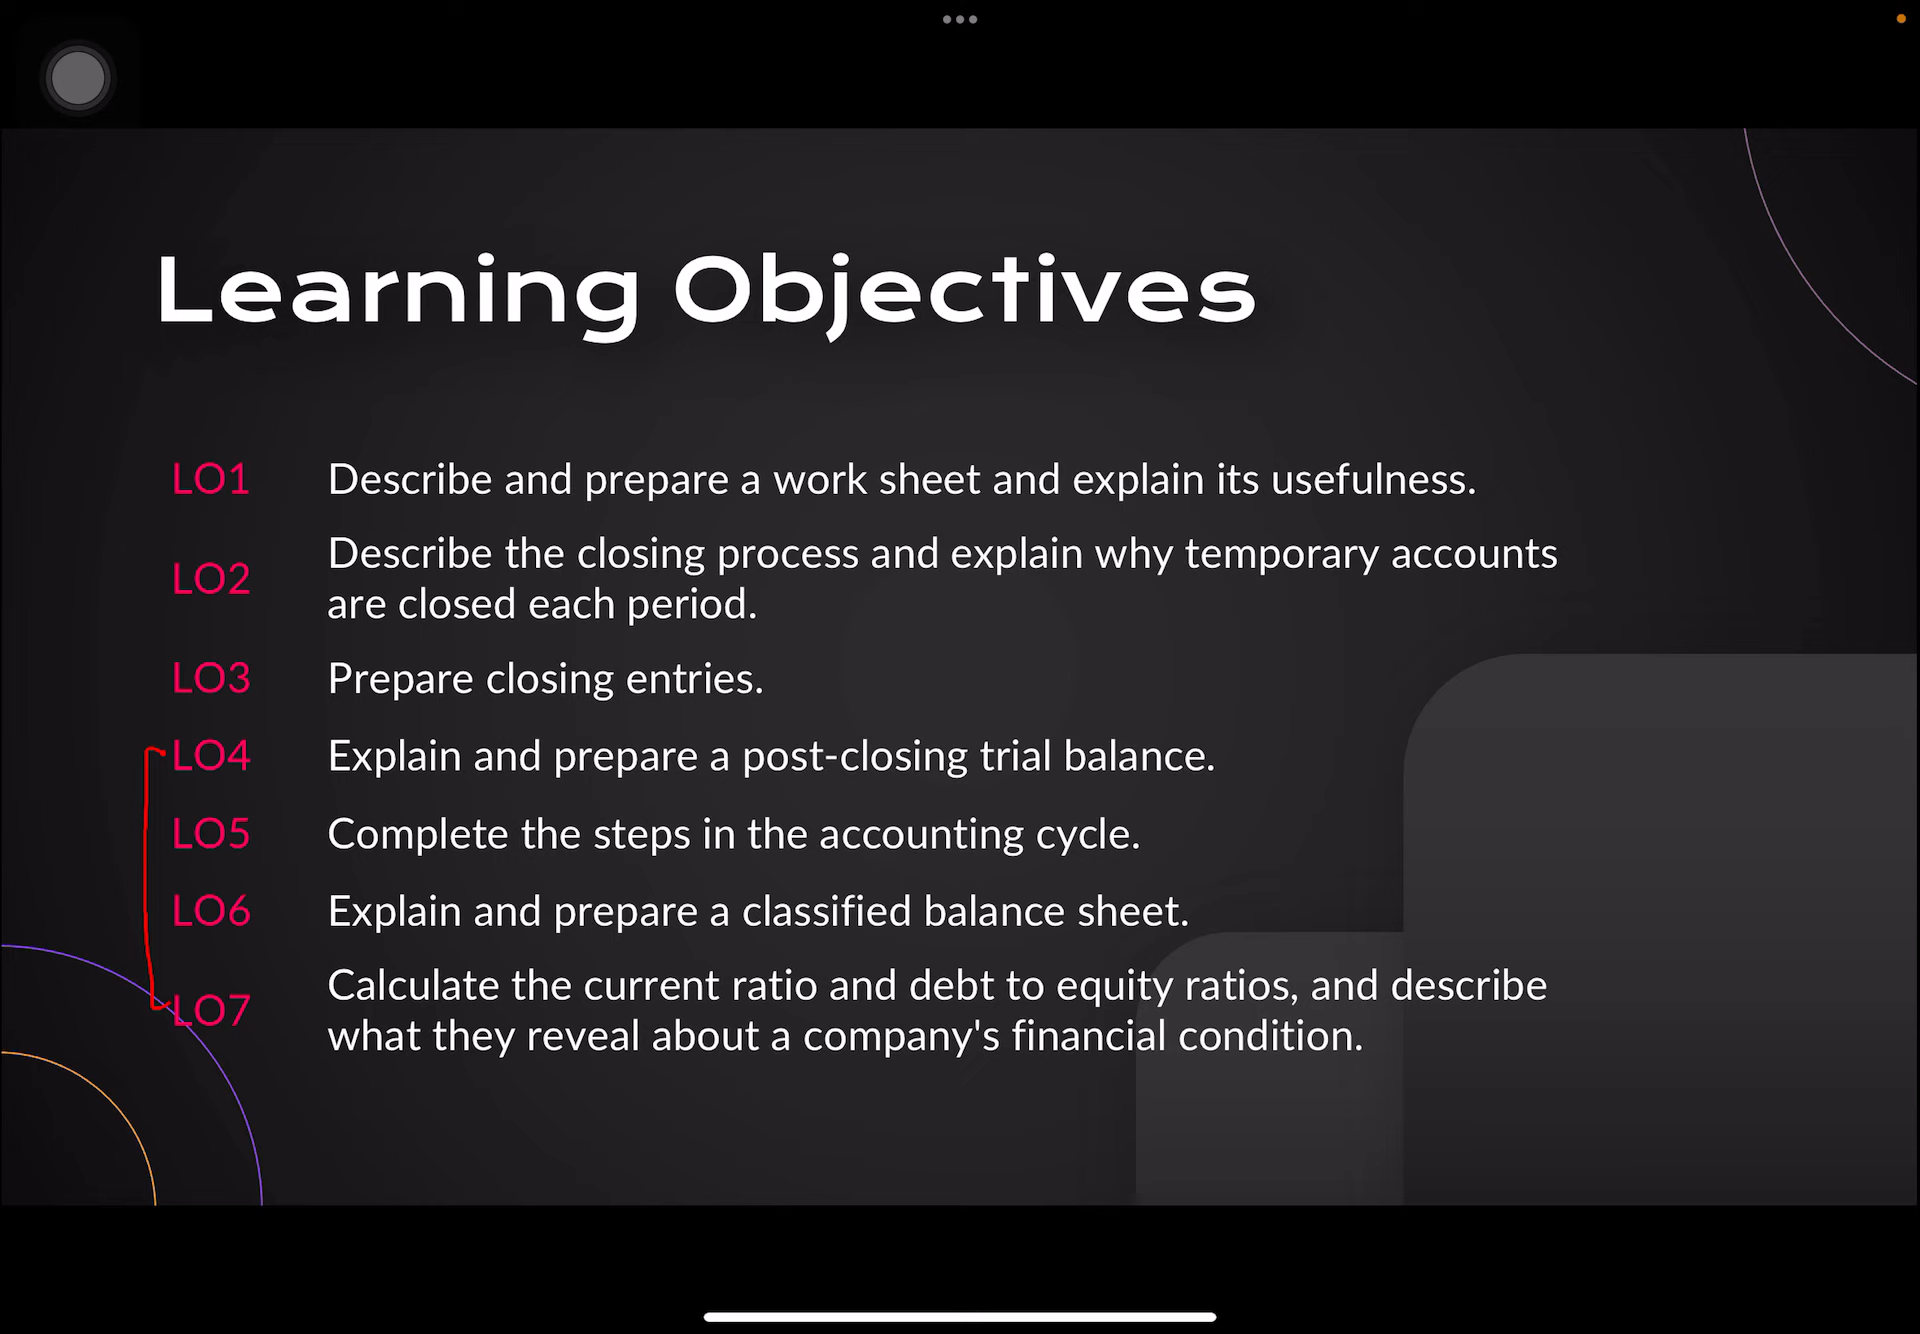 Learning Objectives
LO1 Describe and prepare a work sheet and explain its usefulness.
LO2 Describe the closing process and explain why temporary accounts
are closed each period.
LO3 Prepare closing entries.
LO4 Explain and prepare a post-closing trial balance.
LO5 Complete the steps in the accounting cycle.
LO6 Explain and prepare a classified balance sheet.
LO7 Calculate the current ratio and debt to equity ratios, and describe
what they reveal about a company's financial condition.